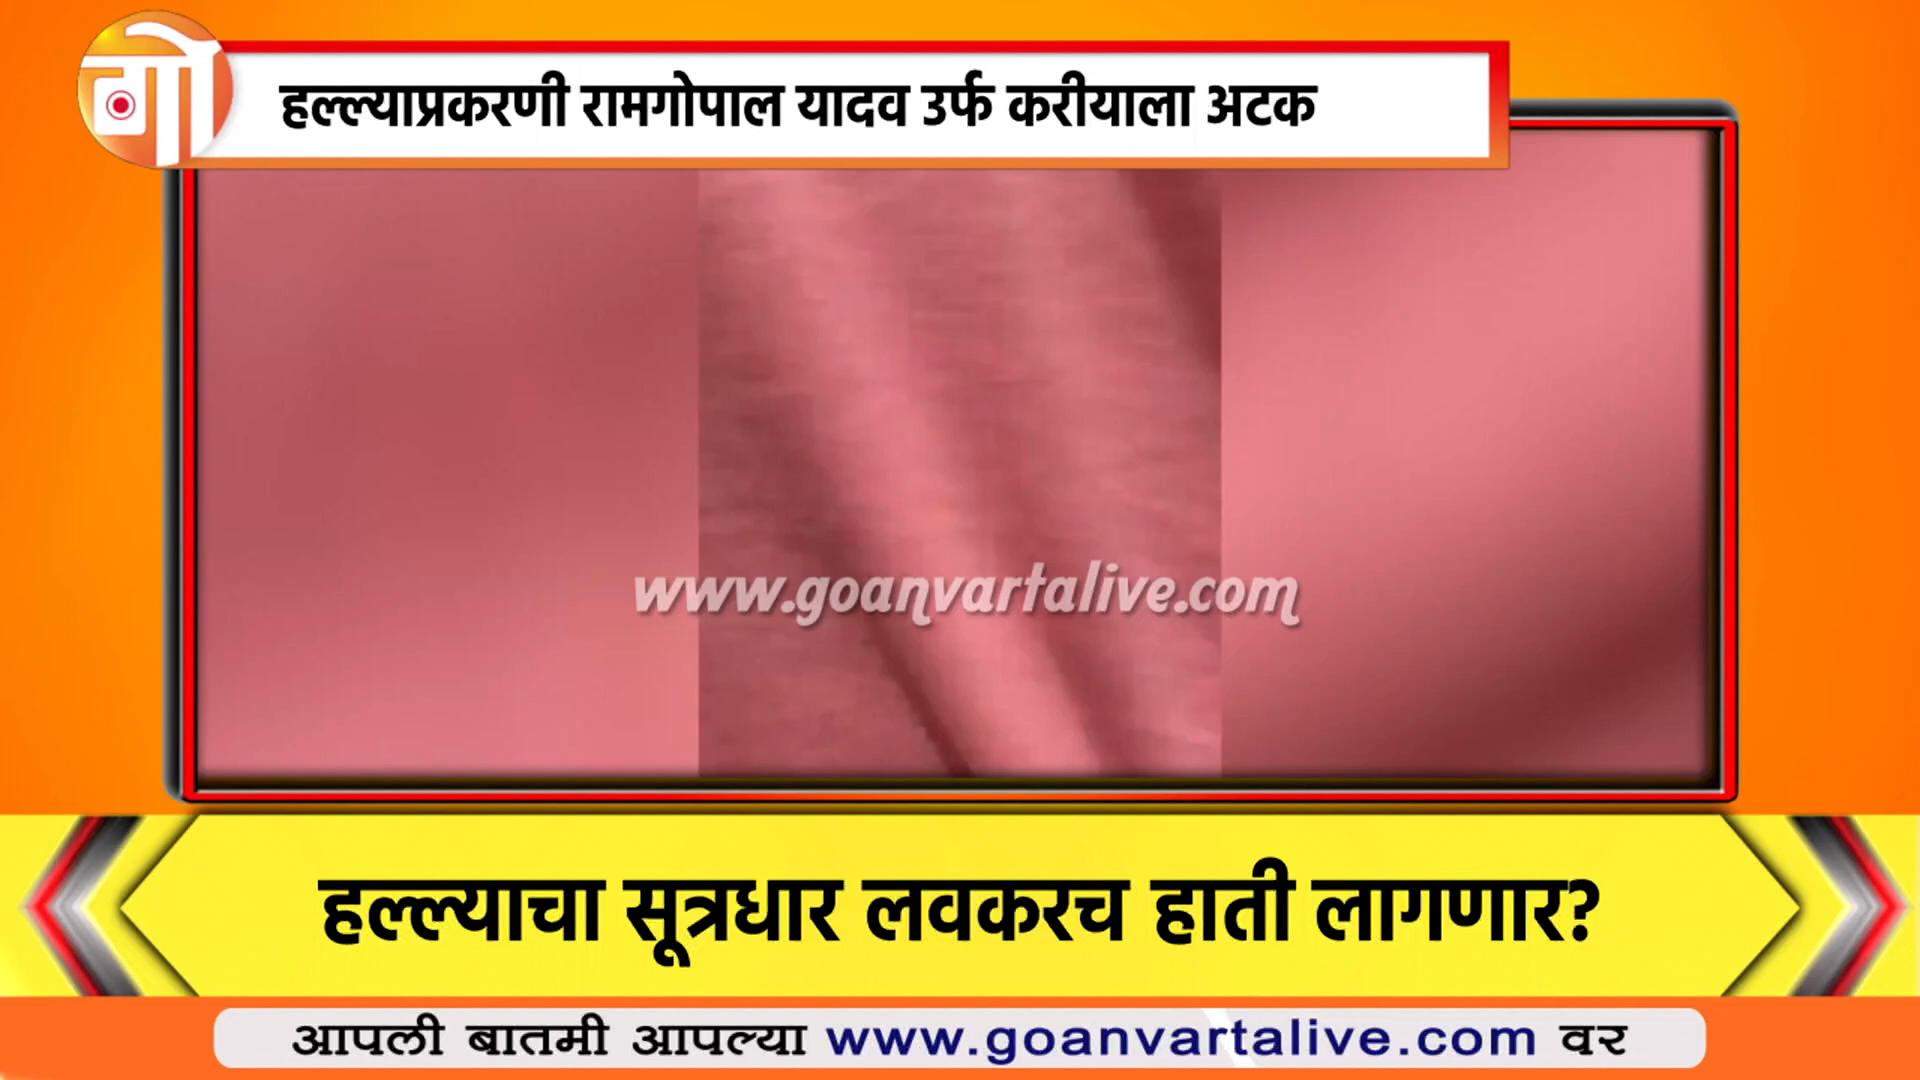 गो
हल्ल्याप्रकरणी रामगोपाल यादव उर्फ करीयाला अटक
www.goanvartalive.com
हल्ल्याचा सूत्रधार लवकरच हाती लागणार?
आपली बातमी आपल्या www.goanvartalive.com वर